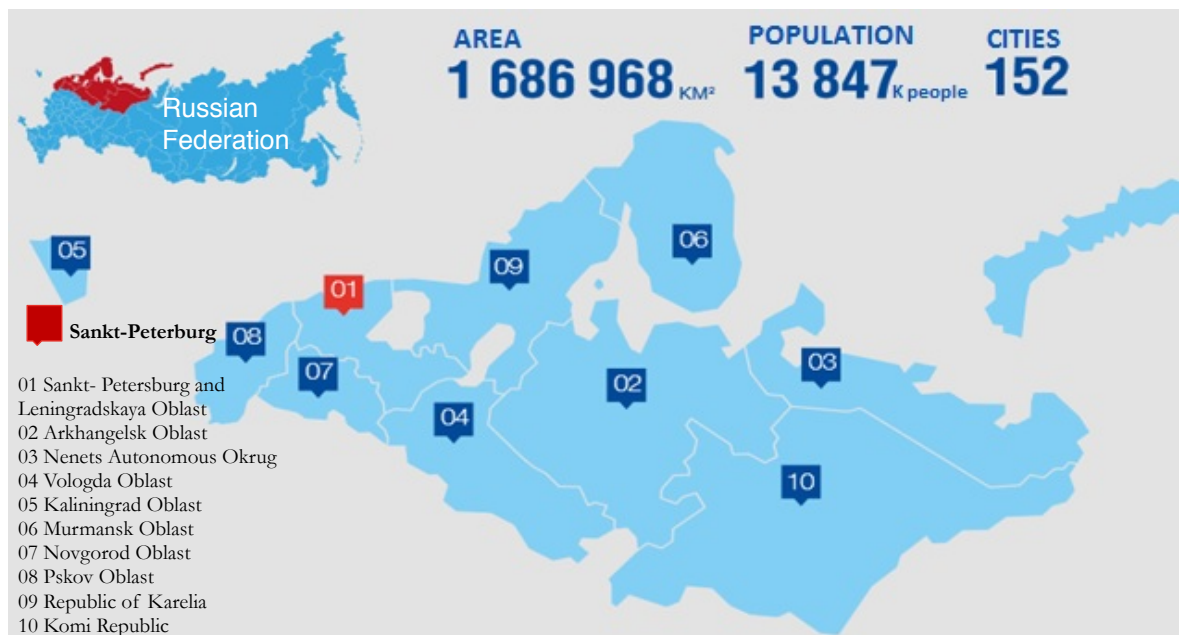 AREA
1 686 968 KM²
POPULATION
13 847 K people
CITIES
152
Russian
Federation
05
06
09
01
Sankt-Peterburg
08
07
03
02
04
10
01 Sankt- Petersburg and
Leningradskaya Oblast
02 Arkhangelsk Oblast
03 Nenets Autonomous Okrug
04 Vologda Oblast
05 Kaliningrad Oblast
06 Murmansk Oblast
07 Novgorod Oblast
08 Pskov Oblast
09 Republic of Karelia
10 Komi Republic